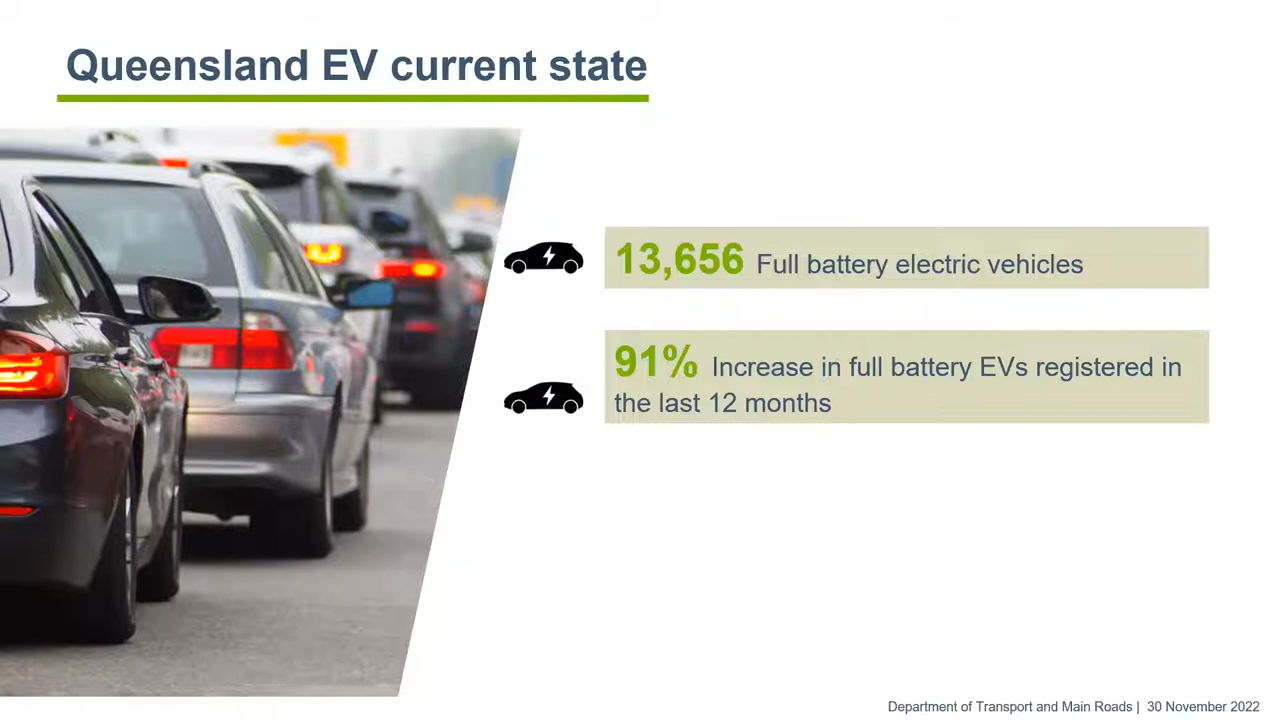 Queensland EV current state
13,656 Full battery electric vehicles
91% Increase in full battery EVs registered in
the last 12 months
Department of Transport and Main Roads | 30 November 2022